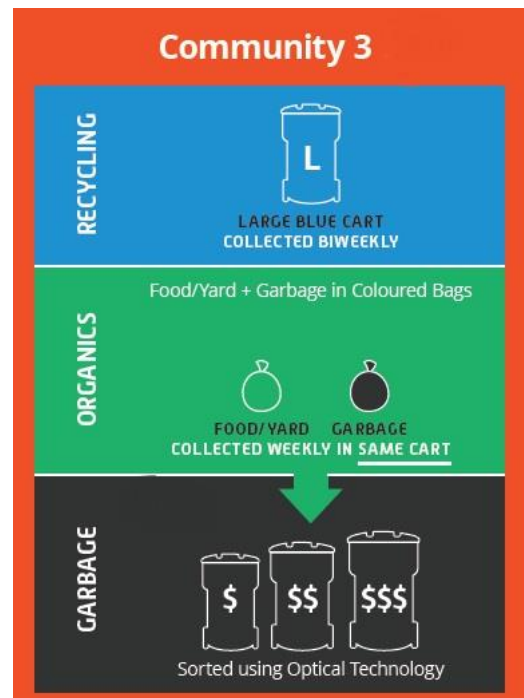 Community 3
RECYCLING
L
LARGE BLUE CART
COLLECTED BIWEEKLY
ORGANICS
Food/Yard + Garbage in Coloured Bags
FOOD/YARD GARBAGE
COLLECTED WEEKLY IN SAME CART
GARBAGE
$ $$ $$$
Sorted using Optical Technology